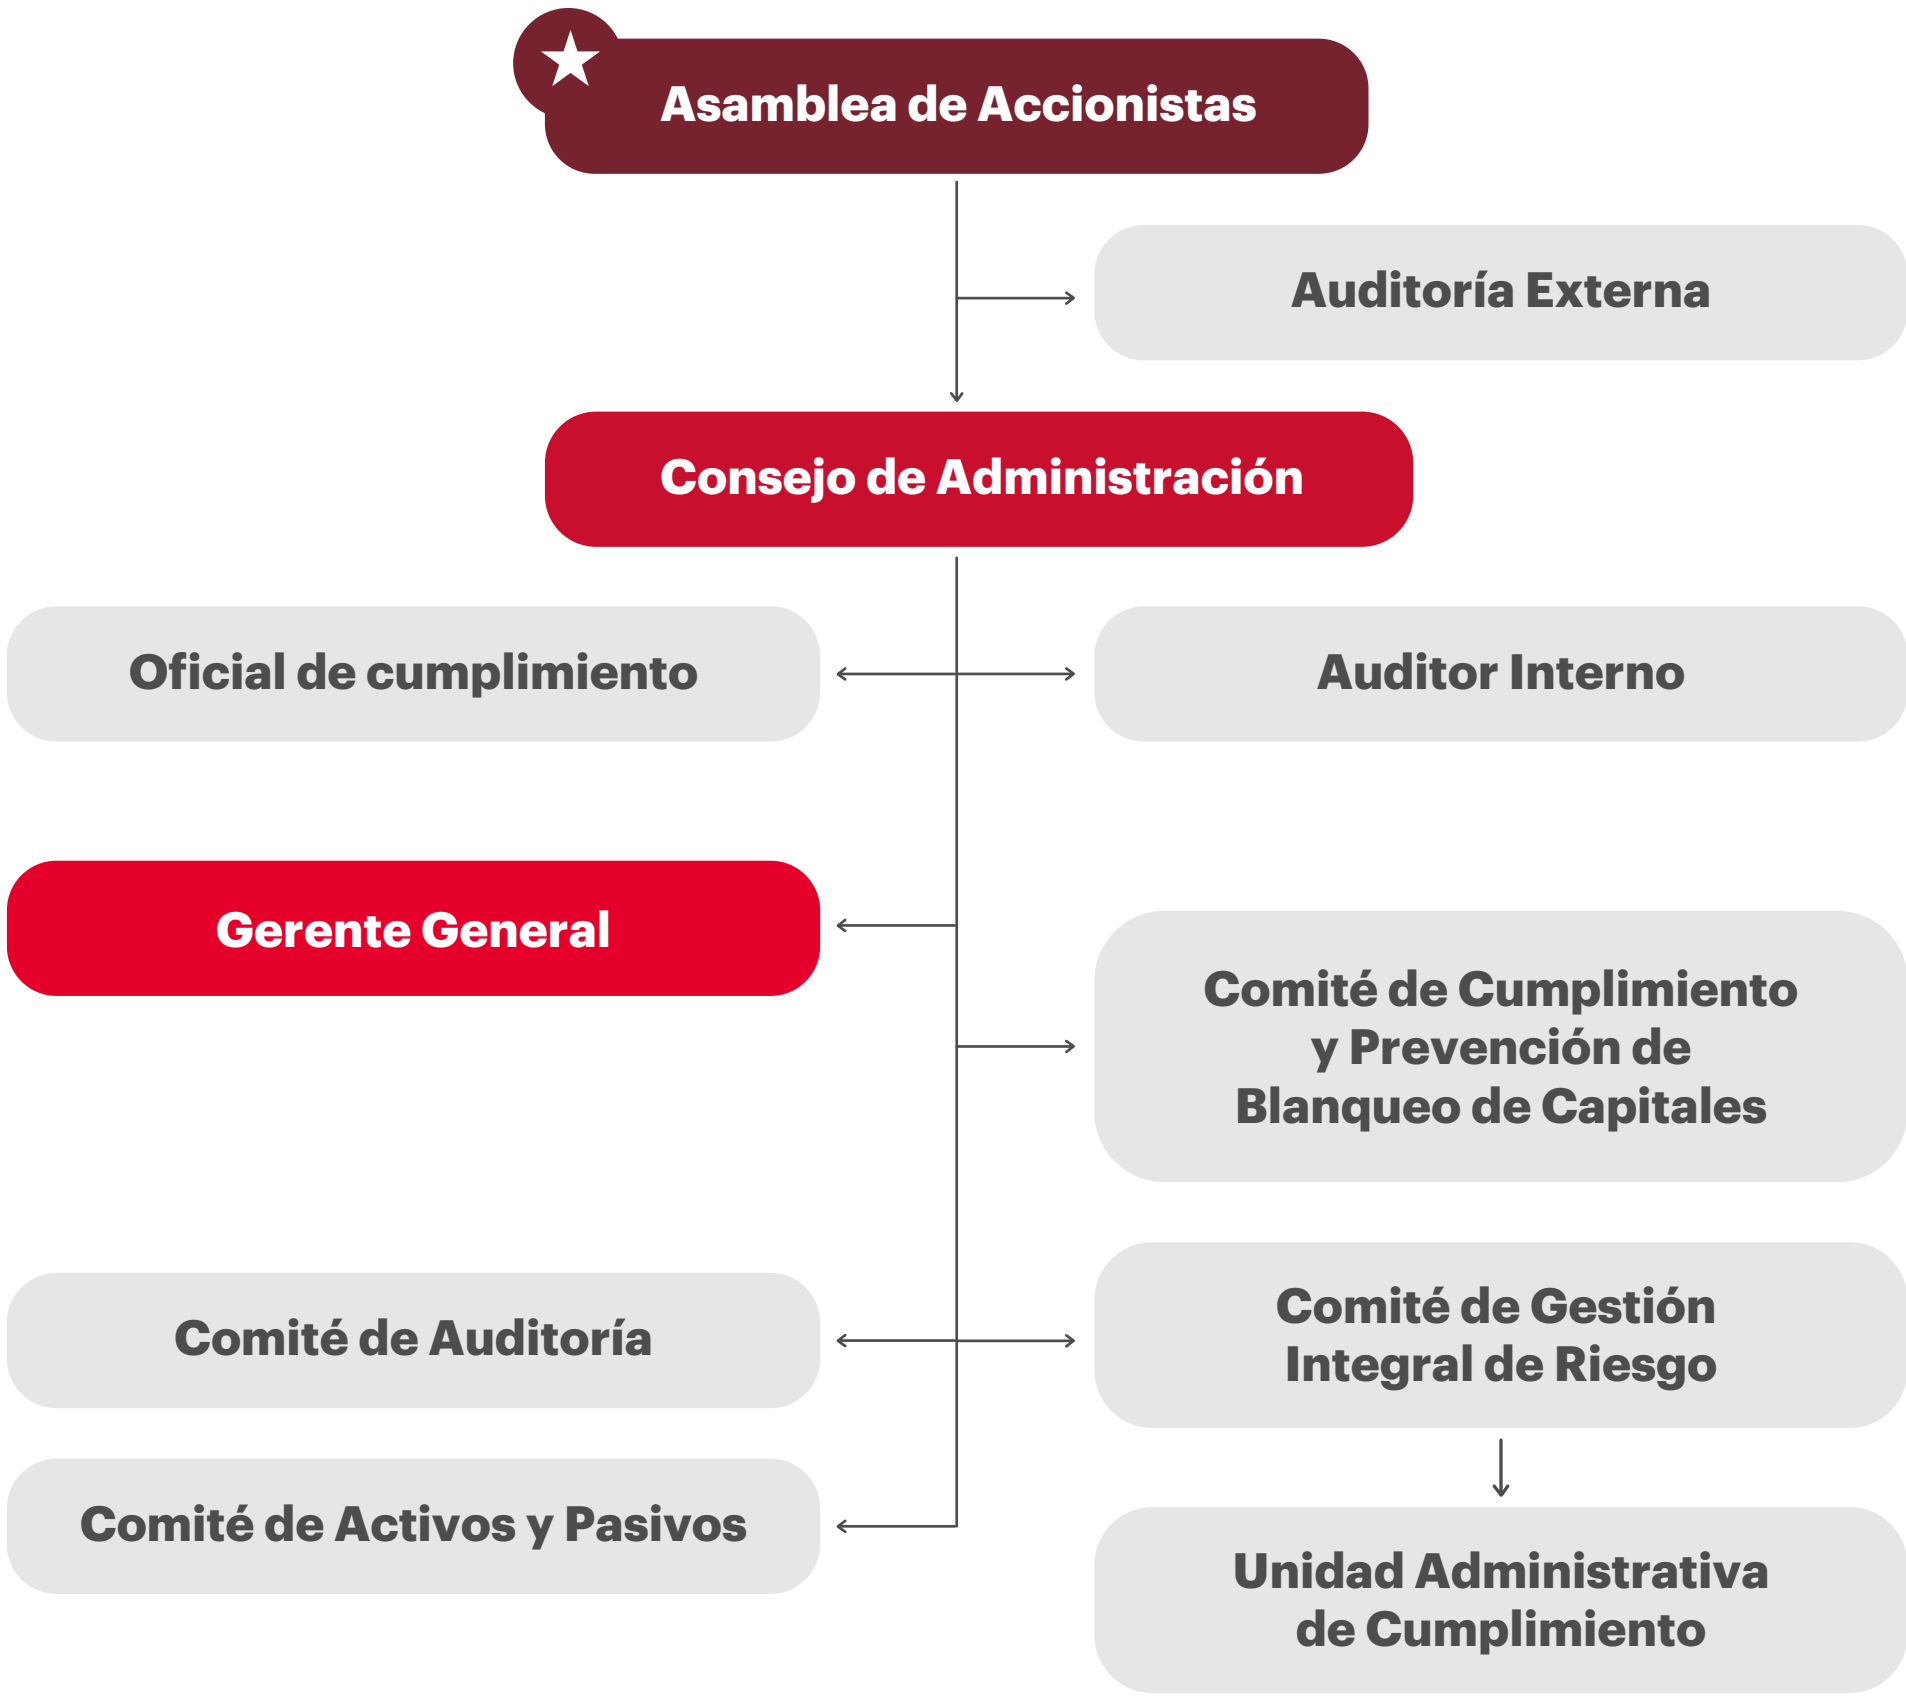 Asamblea de Accionistas
Auditoría Externa
Consejo de Administración
Oficial de cumplimiento
Auditor Interno
Gerente General
Comité de Cumplimiento
y Prevención de
Blanqueo de Capitales
Comité de Auditoría
Comité de Gestión
Integral de Riesgo
Comité de Activos y Pasivos
Unidad Administrativa
de Cumplimiento